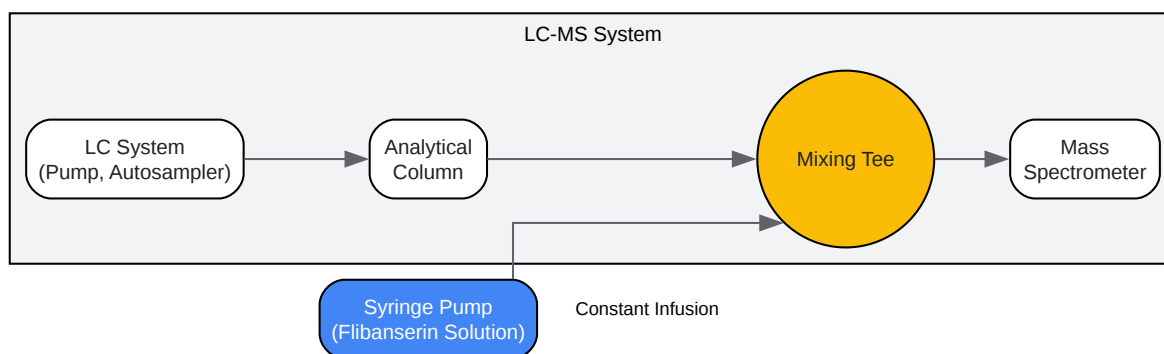 LC-MS System
LC System
(Pump, Autosampler)
Analytical
Column
Mixing Tee
Mass
Spectrometer
Syringe Pump
(Flibanserin Solution)
Constant Infusion